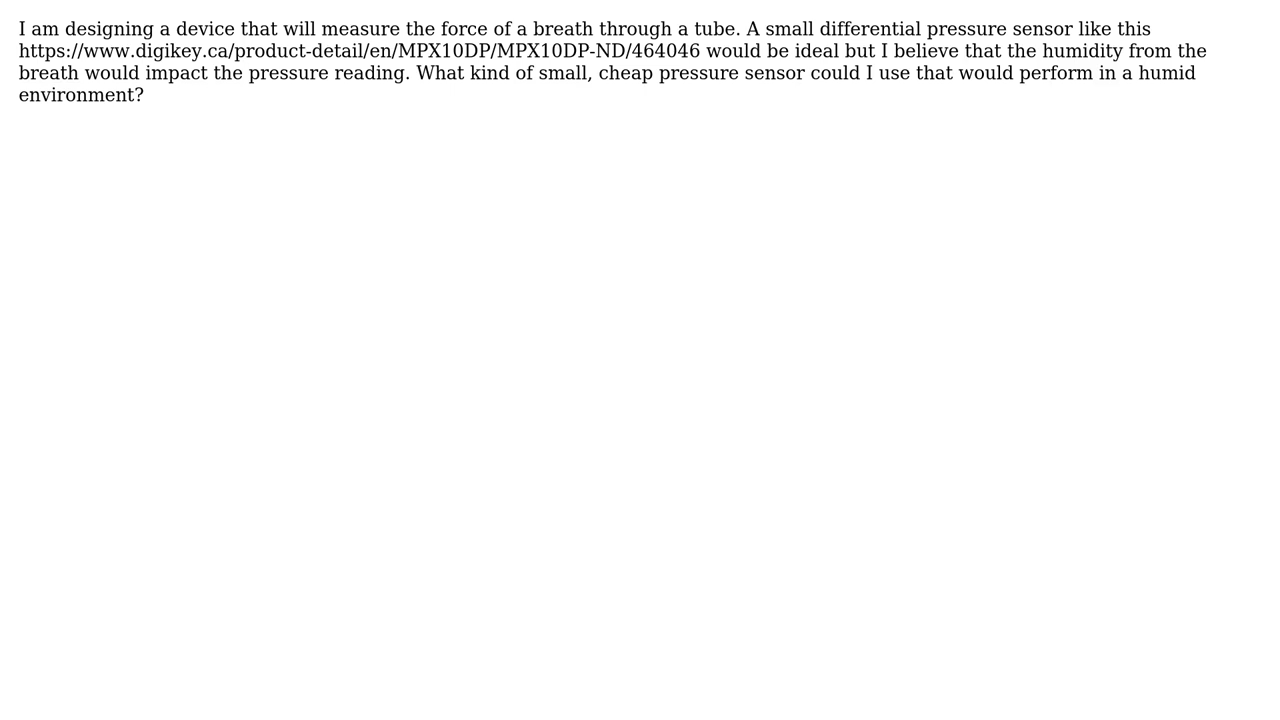 I am designing a device that will measure the force of a breath through a tube. A small differential pressure sensor like this
https://www.digikey.ca/product-detail/en/MPX10DP/MPX10DP-ND/464046 would be ideal but I believe that the humidity from the
breath would impact the pressure reading. What kind of small, cheap pressure sensor could I use that would perform in a humid
environment?